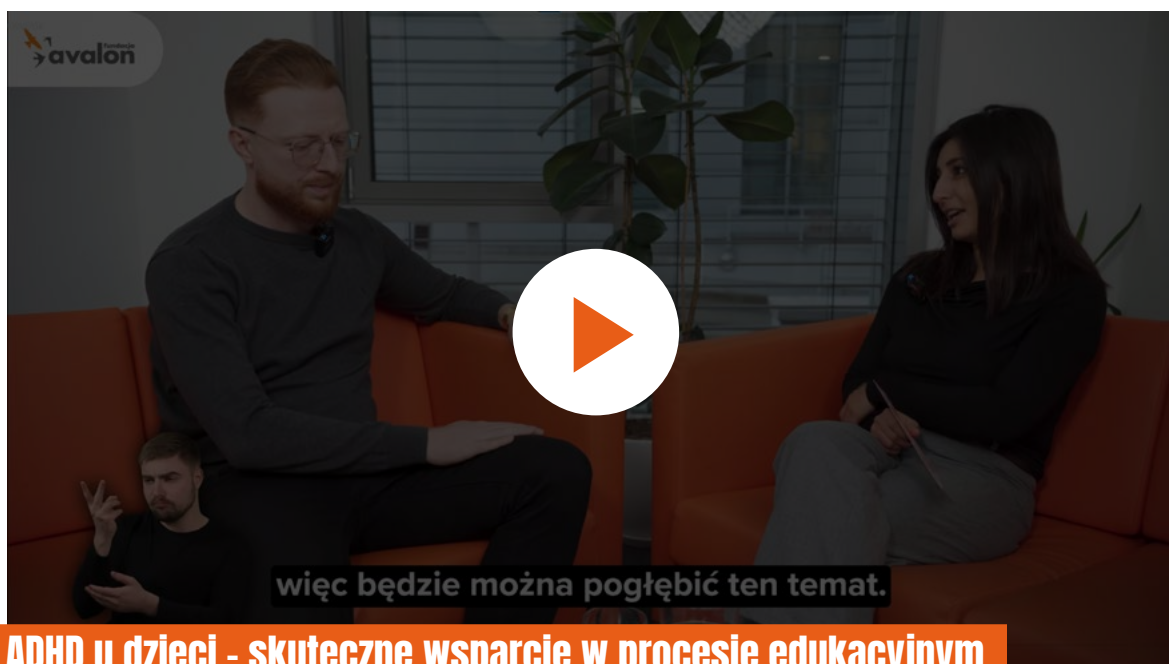 fundacja
avalon
więc będzie można pogłębić ten temat.
ADHD u dzieci - skuteczne wsparcie w procesie edukacyjnym